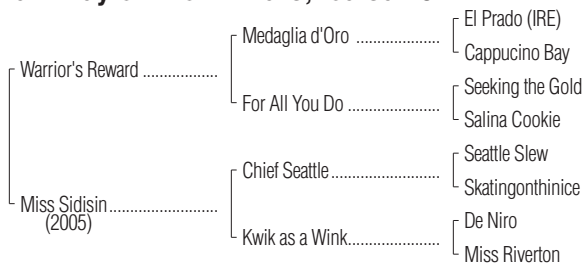 El Prado (IRE)
Medaglia d'Oro
Cappucino Bay
Warrior's Reward
Seeking the Gold
For All You Do
Salina Cookie
Seattle Slew
Chief Seattle
Skatingonthinice
Miss Sidisin
(2005)
De Niro
Kwik as a Wink
Miss Riverton